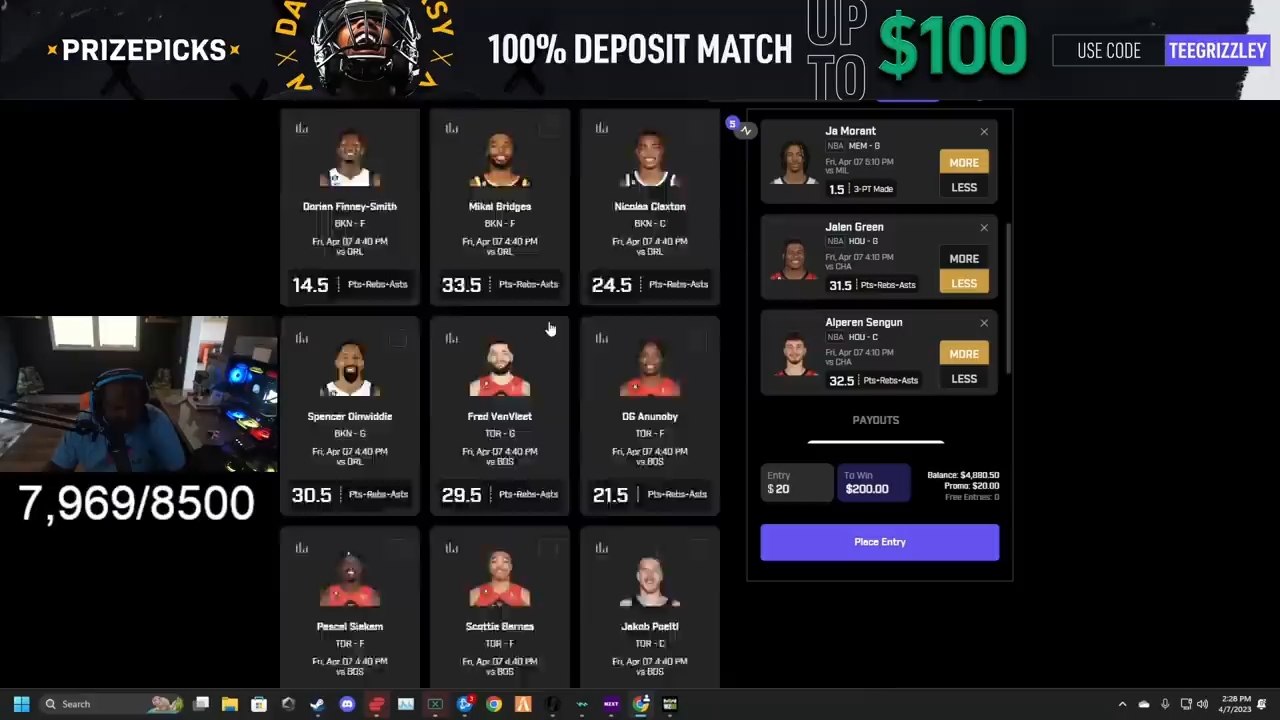 PRIZEPICKS
100% DEPOSIT MATCH
UP TO
$100
USE CODE
TEEGRIZZLEY
Dorian Finney-Smith
BKN - F
Fri, Apr 07 4:40 PM
vs ORL
14.5 Pts-Rebs-Asts
Mikal Bridges
BKN - F
Fri, Apr 07 4:40 PM
vs ORL
33.5 Pts-Rebs-Asts
Nicolas Claxton
BKN - C
Fri, Apr 07 4:40 PM
vs ORL
24.5 Pts-Rebs-Asts
Spencer Dinwiddie
BKN - G
Fri, Apr 07 4:40 PM
vs ORL
30.5 Pts-Rebs-Asts
Fred VanVleet
TOR - G
Fri, Apr 07 4:40 PM
vs BOS
29.5 Pts-Rebs-Asts
OG Anunoby
TOR - F
Fri, Apr 07 4:40 PM
vs BOS
21.5 Pts-Rebs-Asts
Pascal Siakam
TOR - F
Fri, Apr 07 4:40 PM
vs BOS
Scottie Barnes
TOR - F
Fri, Apr 07 4:40 PM
vs BOS
Jakob Poeltl
TOR - C
Fri, Apr 07 4:40 PM
vs BOS
5
Ja Morant
NBA MEM - G
Fri, Apr 07 5:10 PM
vs MIL
1.5 3-PT Made
MORE
LESS
Jalen Green
NBA HOU - G
Fri, Apr 07 4:10 PM
vs CHA
31.5 Pts-Rebs-Asts
MORE
LESS
Alperen Sengun
NBA HOU - C
Fri, Apr 07 4:10 PM
vs CHA
32.5 Pts-Rebs-Asts
MORE
LESS
PAYOUTS
Entry
$ 20
To Win
$200.00
Balance: $4,880.50
Promo: $20.00
Free Entries: 0
Place Entry
7,969/8500
Search
2:28 PM
4/7/2023